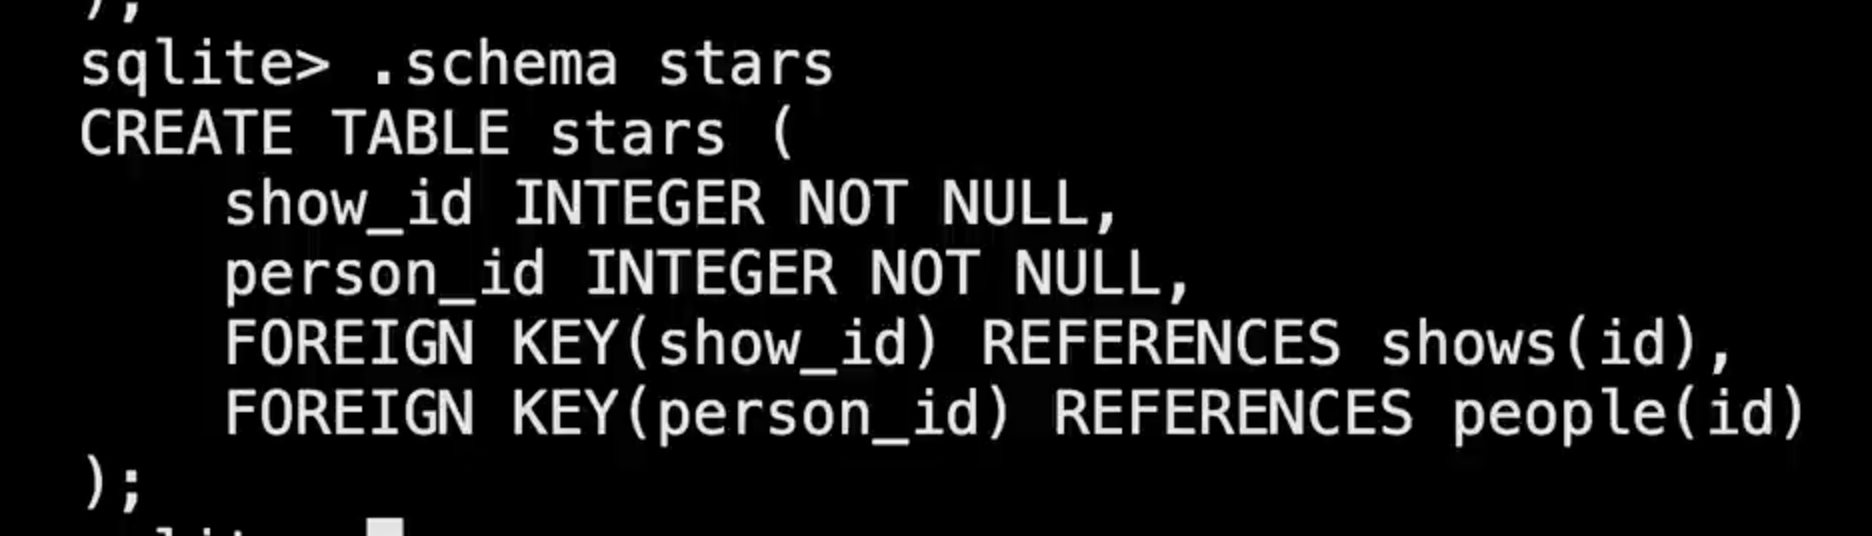 );
sqlite> .schema stars
CREATE TABLE stars (
    show_id INTEGER NOT NULL,
    person_id INTEGER NOT NULL,
    FOREIGN KEY(show_id) REFERENCES shows(id),
    FOREIGN KEY(person_id) REFERENCES people(id)
);